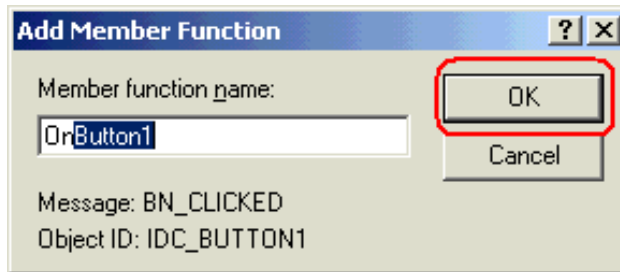 Add Member Function
Member function name:
OK
OnButton1
Cancel
Message: BN_CLICKED
Object ID: IDC_BUTTON1